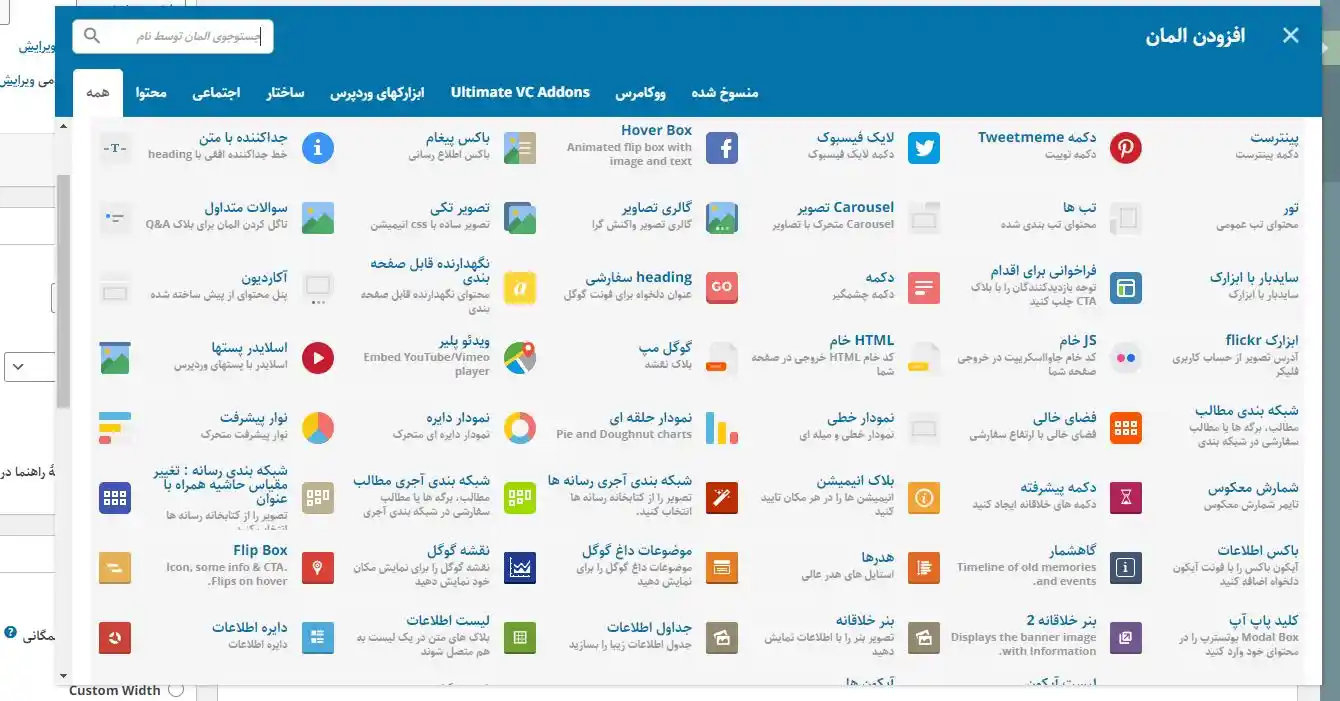 افزودن المان
جستوجوی المان توسط نام
همه
محتوا
اجتماعی
ساختار
ابزارکهای وردپرس
Ultimate VC Addons
ووکامرس
منسوخ شده
ویرایش
ویرایش
پینترست
دکمه پینترست
دکمه Tweetmeme
دکمه توییت
لایک فیسبوک
دکمه لایک فیسبوک
Hover Box
Animated flip box with
image and text
باکس پیغام
باکس اطلاع رسانی
جداکننده با متن
خط جداکننده افقی با heading
تور
محتوای تب عمومی
تب ها
محتوای تب بندی شده
Carousel تصویر
Carousel متحرک با تصاویر
گالری تصاویر
گالری تصویر واکنش گرا
تصویر تکی
تصویر ساده با css انیمیشن
سوالات متداول
تاگل کردن المان برای بلاک Q&A
سایدبار با ابزارک
سایدبار با ابزارک
فراخوانی برای اقدام
توجه بازدیدکنندگان را با بلاک
CTA جلب کنید
دکمه
دکمه چشمگیر
heading سفارشی
عنوان دلخواه برای فونت گوگل
نگهدارنده قابل صفحه
بندی
محتوای نگهدارنده قابل صفحه
بندی
آکاردیون
پنل محتوای از پیش ساخته شده
GO
ابزارک flickr
آدرس تصویر از حساب کاربری
فلیکر
JS خام
کد خام جاوااسکریپت در خروجی
صفحه شما
HTML خام
کد خام HTML خروجی در صفحه
شما
گوگل مپ
بلاک نقشه
ویدئو پلیر
Embed YouTube/Vimeo
player
اسلایدر پستها
اسلایدر با پستهای وردپرس
شبکه بندی مطالب
مطالب، برگه ها یا مطالب
سفارشی در شبکه بندی
فضای خالی
فضای خالی با ارتفاع سفارشی
نمودار خطی
نمودار خطی و میله ای
نمودار حلقه ای
Pie and Doughnut charts
نمودار دایره
نمودار دایره ای متحرک
نوار پیشرفت
نوار پیشرفت متحرک
شمارش معکوس
تایمر شمارش معکوس
دکمه پیشرفته
دکمه های خلاقانه ایجاد کنید
بلاک انیمیشن
انیمیشن ها را در هر مکان تایید
کنید
شبکه بندی آجری رسانه ها
تصویر را از کتابخانه رسانه ها
انتخاب کنید.
شبکه بندی آجری مطالب
مطالب، برگه ها یا مطالب
سفارشی در شبکه بندی آجری
شبکه بندی رسانه : تغییر
مقیاس حاشیه همراه با
عنوان
تصویر را از کتابخانه رسانه ها
انتخاب کنید.
ۀ راهنما در
باکس اطلاعات
آیکون باکس را با فونت آیکون
دلخواه اضافه کنید
گاهشمار
Timeline of old memories
and events.
هدرها
استایل های هدر عالی
موضوعات داغ گوگل
موضوعات داغ گوگل را برای
نمایش دهید
نقشه گوگل
نقشه گوگل را برای نمایش مکان
خود نمایش دهید
Flip Box
Icon, some info & CTA.
Flips on hover.
کلید پاپ آپ
Modal Box بوتسترپ را در
محتوای خود وارد کنید
بنر خلاقانه 2
Displays the banner image
with Information.
بنر خلاقانه
تصویر بنر را با اطلاعات نمایش
دهید
جداول اطلاعات
جدول اطلاعات زیبا را بسازید
لیست اطلاعات
بلاک های متن در یک لیست به
هم متصل شوند
دایره اطلاعات
دایره اطلاعات
لیست آیکون
آیکون ها
Custom Width